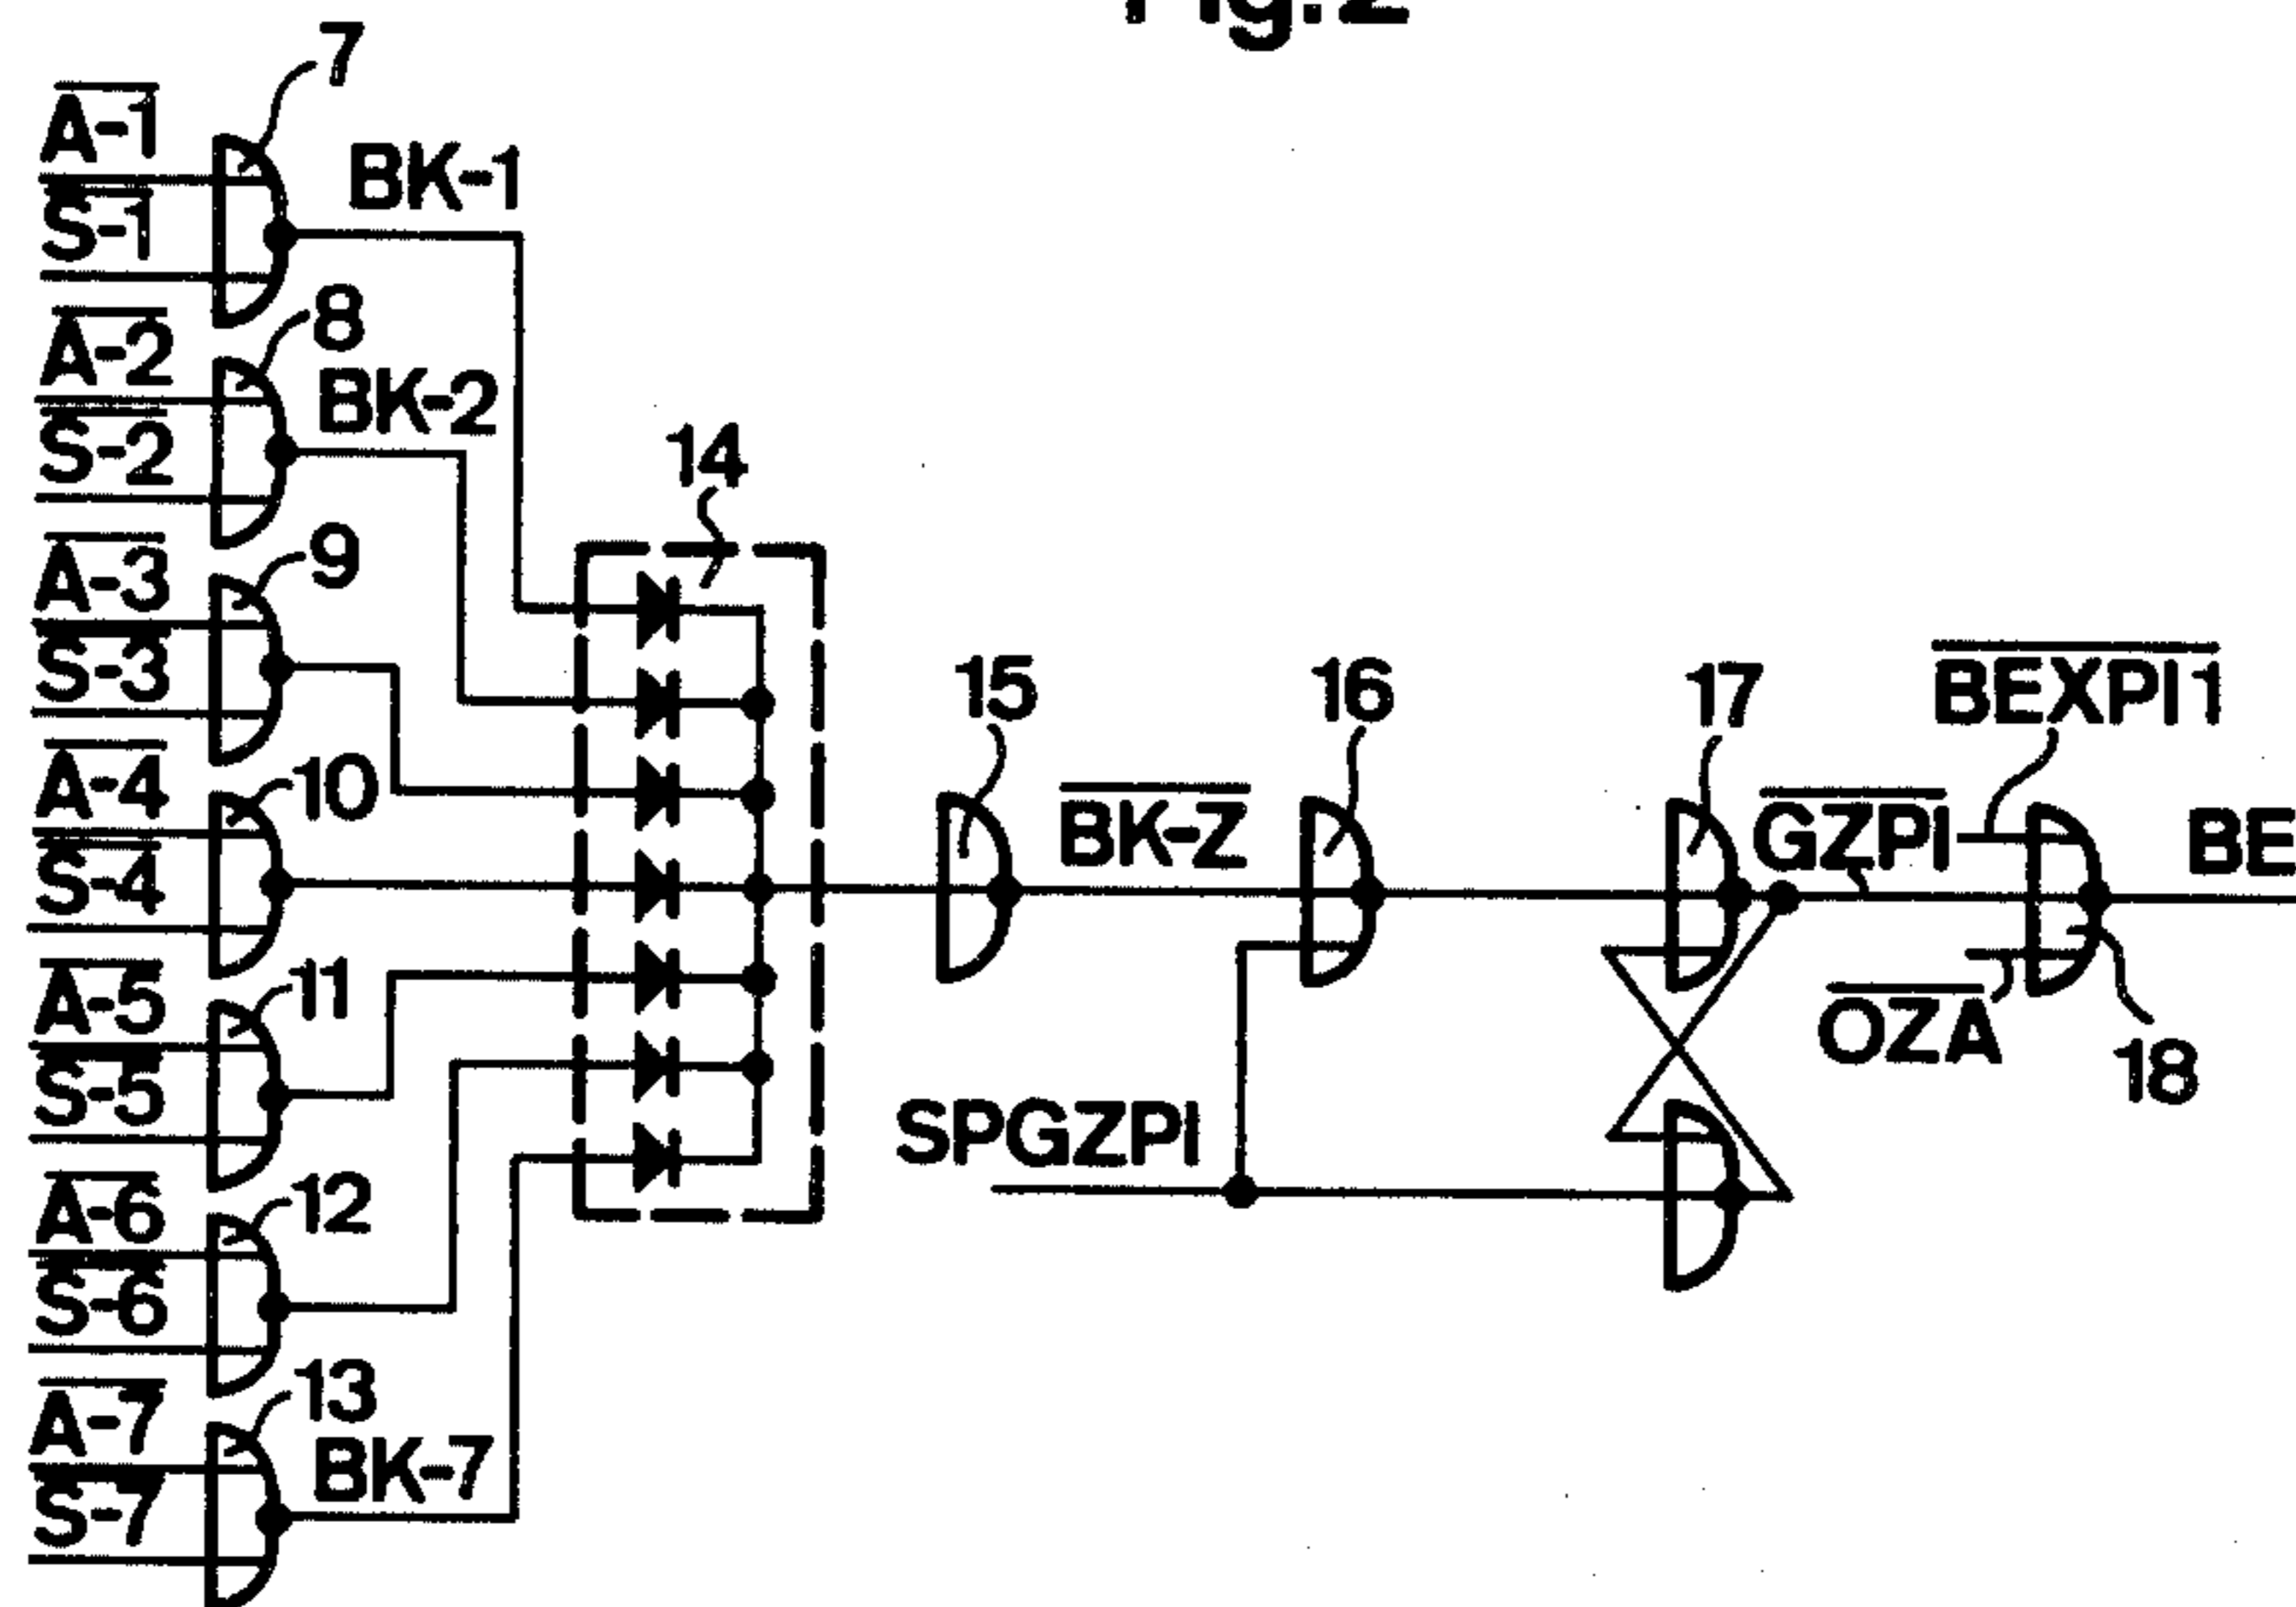 Fig.2
7
A-1
S-1
BK-1
8
A-2
S-2
BK-2
9
A-3
S-3
10
A-4
S-4
11
A-5
S-5
12
A-6
S-6
13
A-7
S-7
BK-7
14
15
BK-Z
16
SPGZPI
17
GZPI
BEXPI1
OZA
18
BE